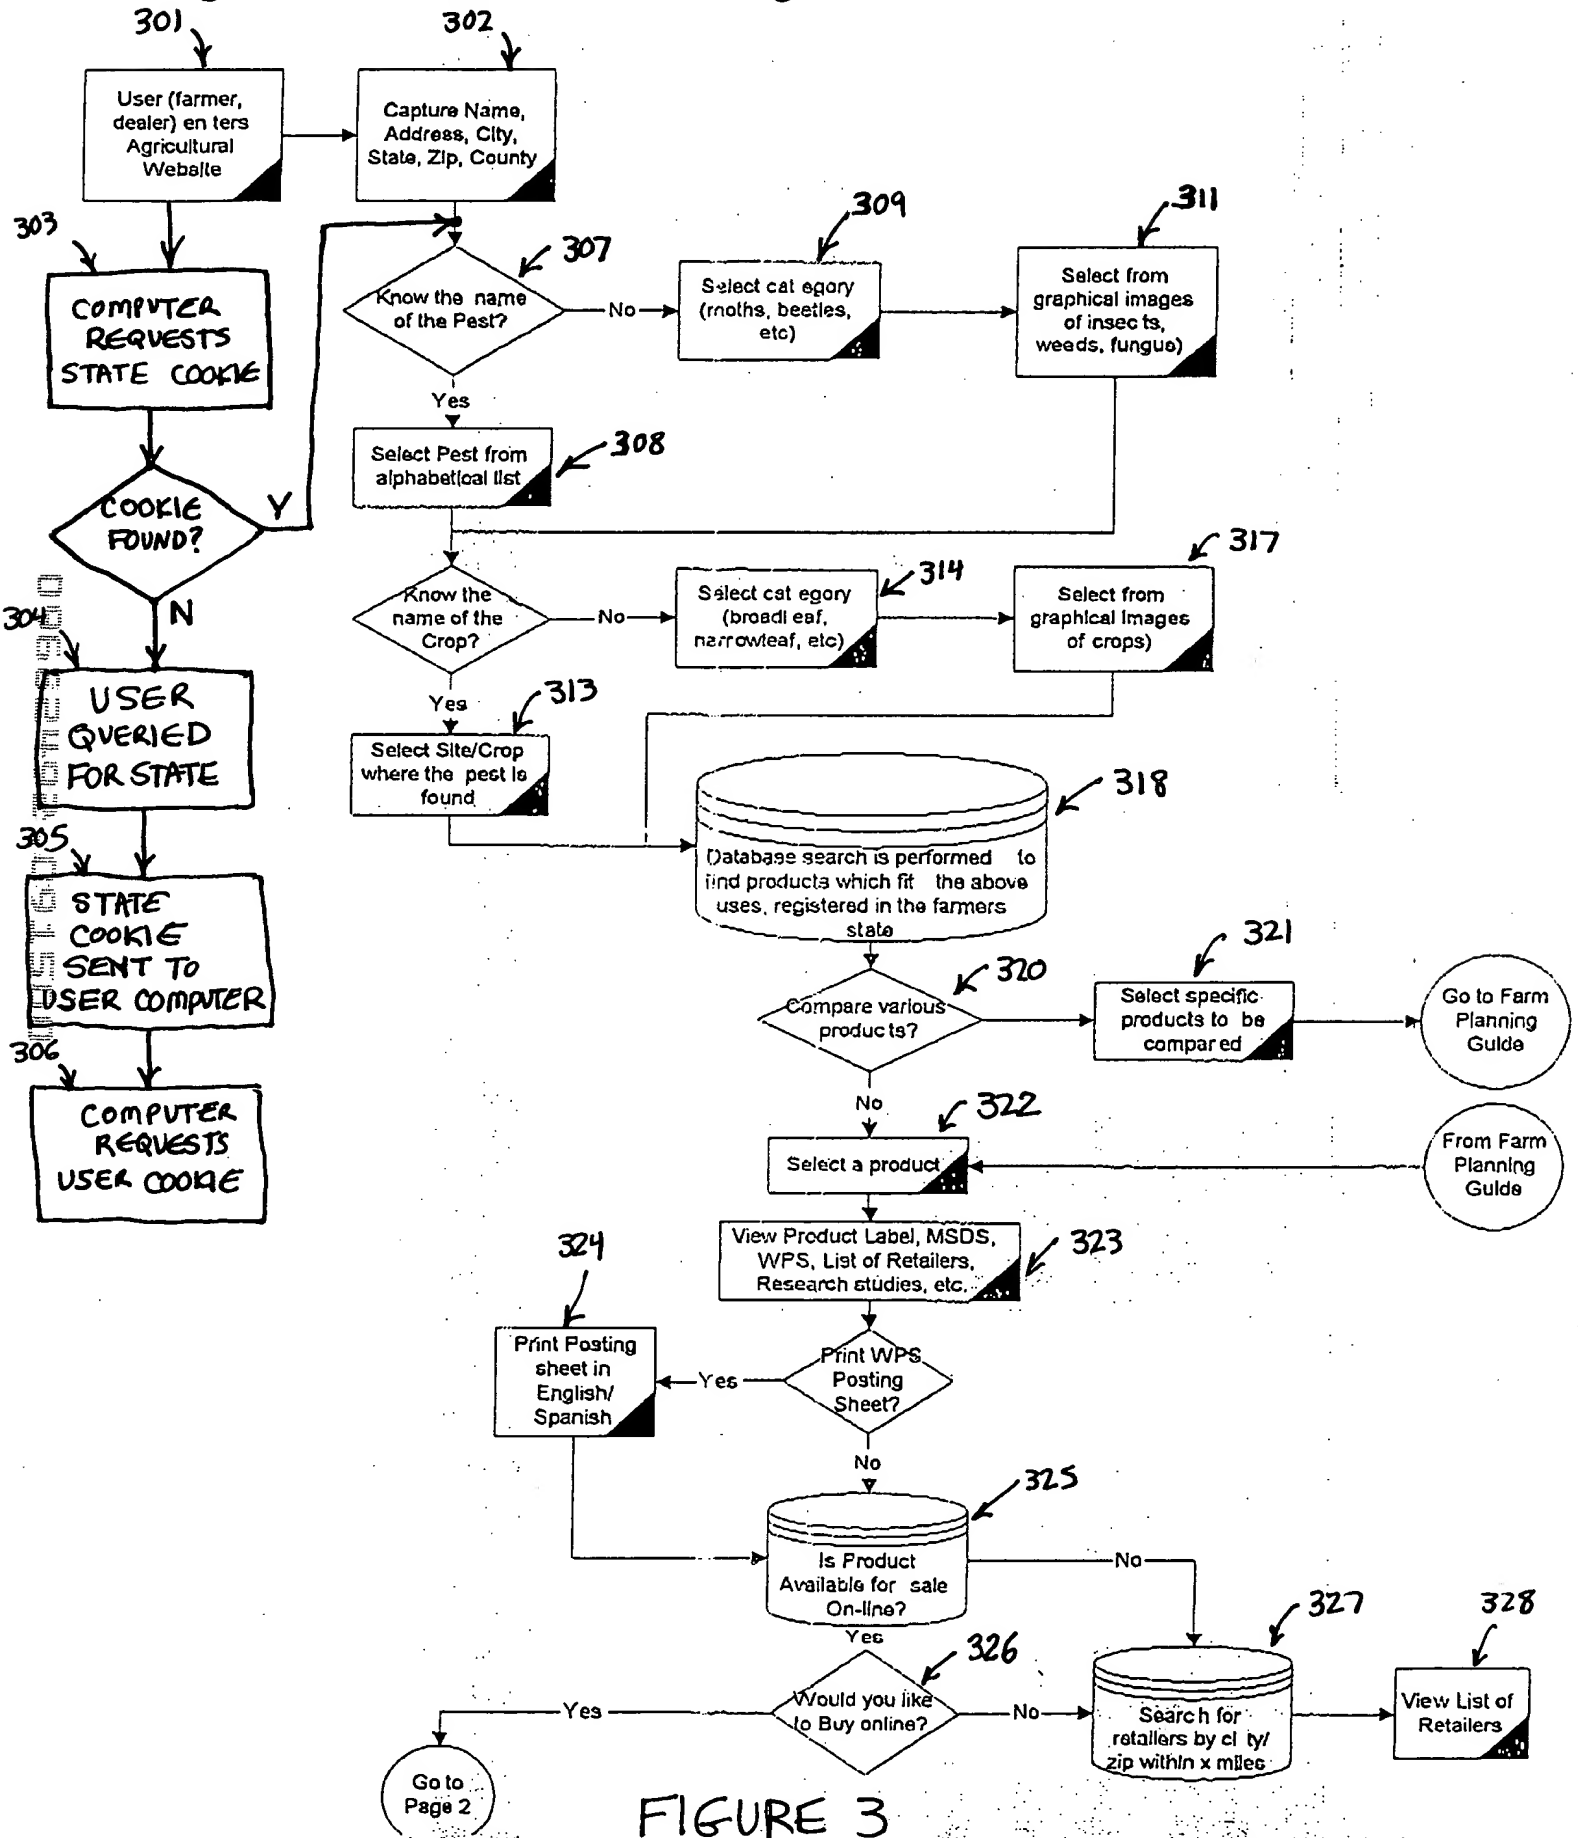 301
302
User (farmer,
dealer) en ters
Agricultural
Website
Capture Name,
Address, City,
State, Zip, County
303
COMPUTER
REQUESTS
STATE COOKIE
307
Know the name
of the Pest?
No
309
Select cat egory
(moths, beetles,
etc)
311
Select from
graphical images
of insec ts,
weeds, fungus)
Yes
308
Select Pest from
alphabetical list
COOKIE
FOUND?
Y
N
Know the
name of the
Crop?
No
314
Select cat egory
(broadl eaf,
narrowleaf, etc)
317
Select from
graphical images
of crops)
304
USER
QUERIED
FOR STATE
Yes
313
Select Site/Crop
where the pest is
found
318
Database search is performed to
find products which fit the above
uses, registered in the farmers
state
305
STATE
COOKIE
SENT TO
USER COMPUTER
320
Compare various
produc ts?
321
Select specific
products to be
compar ed
Go to Farm
Planning
Guide
306
COMPUTER
REQUESTS
USER COOKIE
No
322
Select a product
From Farm
Planning
Guide
323
View Product Label, MSDS,
WPS, List of Retailers,
Research studies, etc.
324
Print Posting
sheet in
English/
Spanish
Yes
Print WPS
Posting
Sheet?
No
325
Is Product
Available for sale
On-line?
No
Yes
326
Would you like
to Buy online?
Yes
No
327
Searc h for
retailers by ci ty/
zip within x miles
328
View List of
Retailers
Go to
Page 2
FIGURE 3